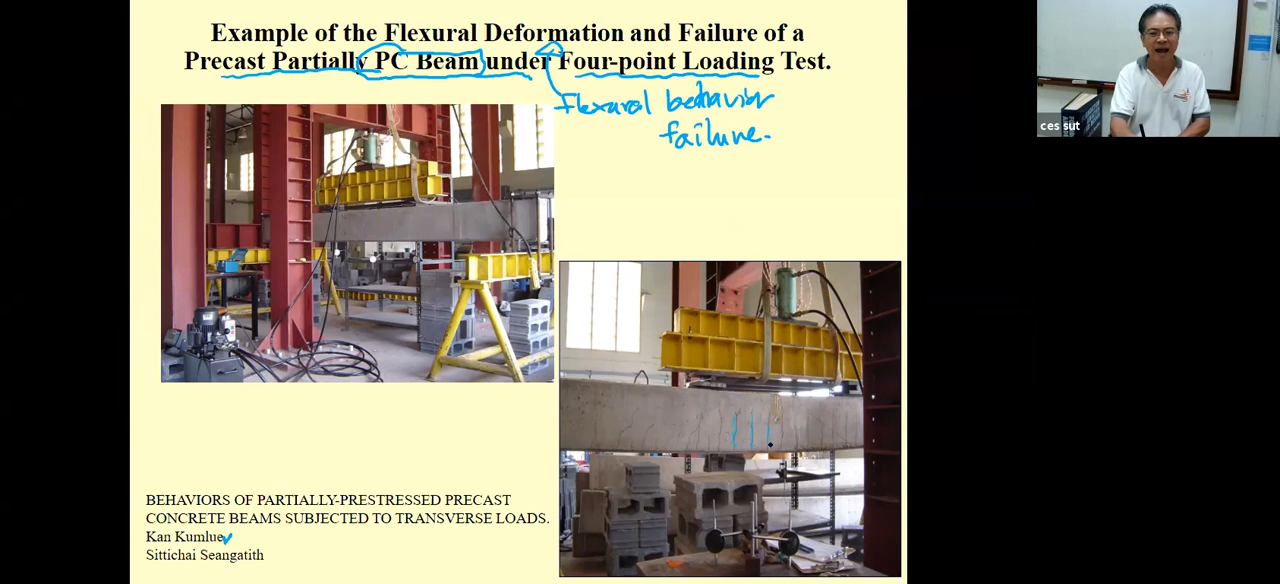 Example of the Flexural Deformation and Failure of a
Precast Partially PC Beam under Four-point Loading Test.
Flexural behavior
failure.
BEHAVIORS OF PARTIALLY-PRESTRESSED PRECAST
CONCRETE BEAMS SUBJECTED TO TRANSVERSE LOADS.
Kan Kumlue
Sittichai Seangatith
ces sut